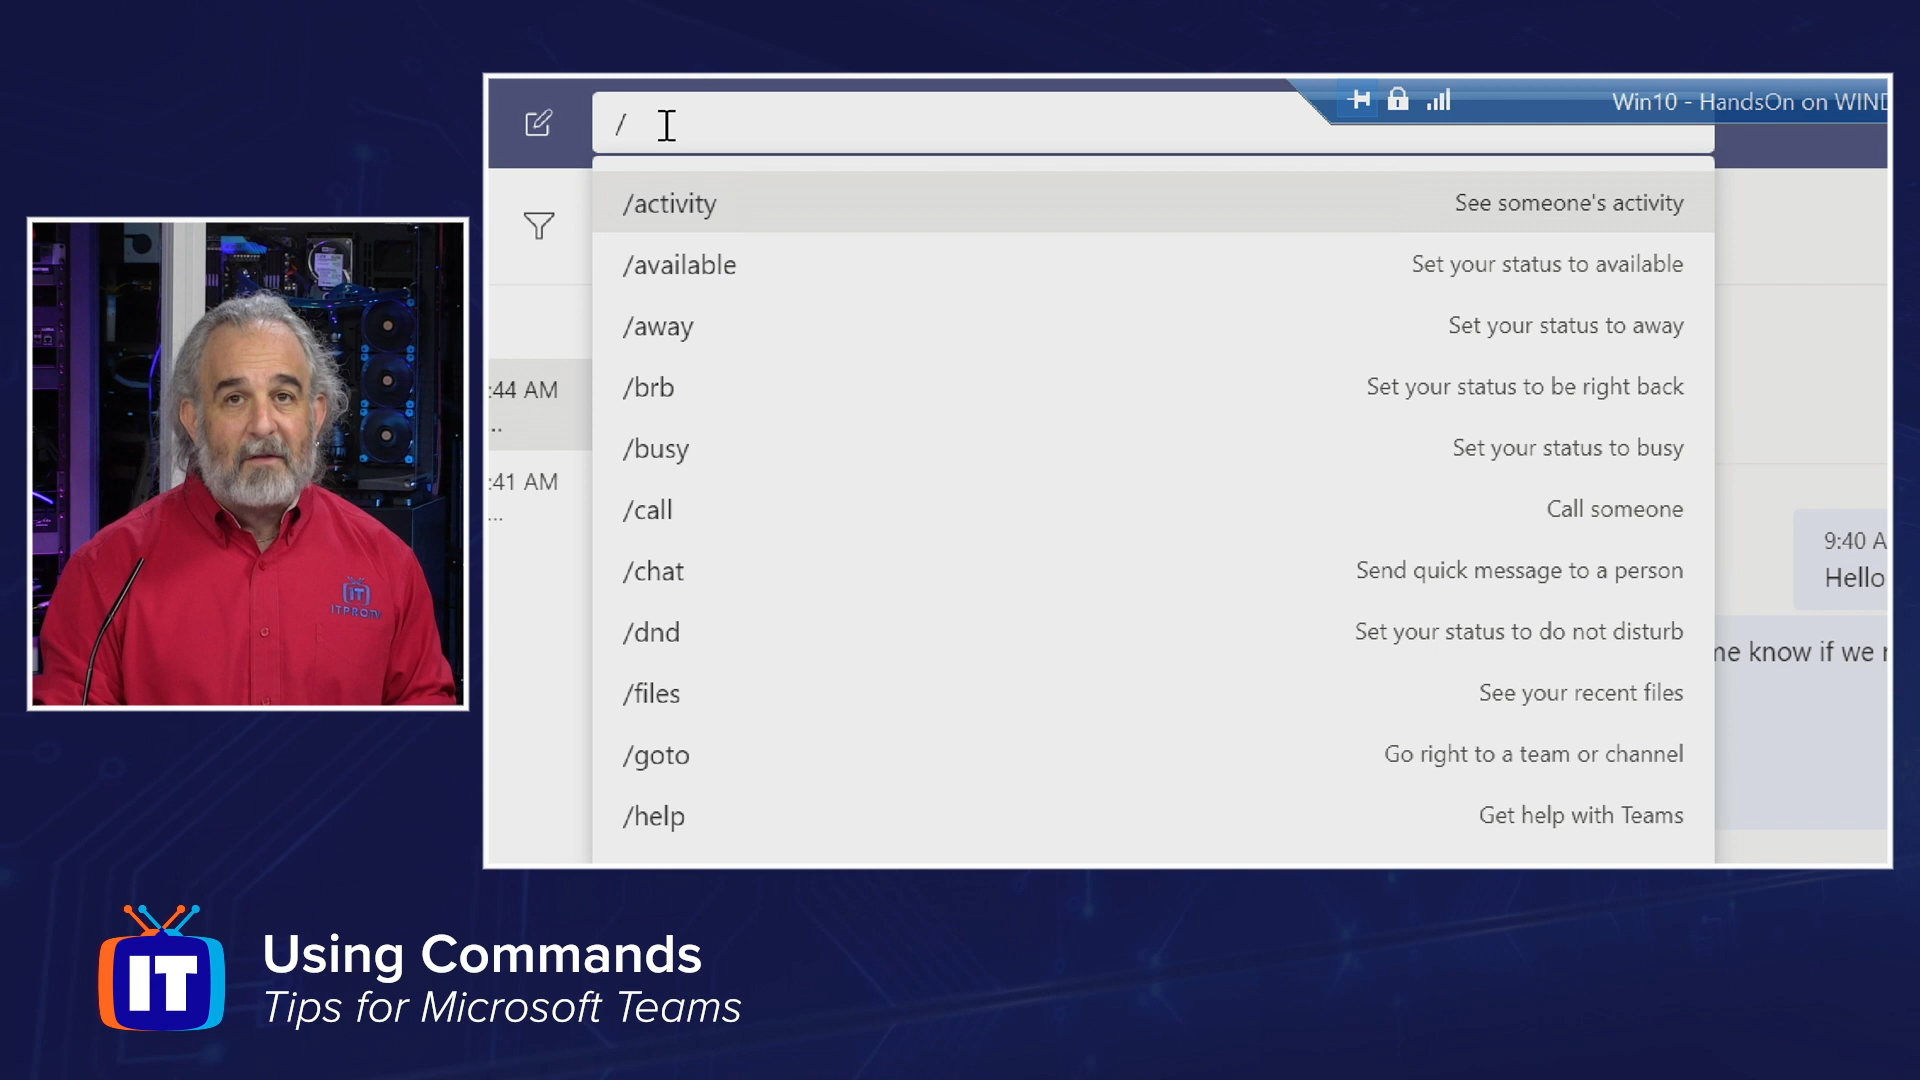 /
Win10 - HandsOn on WIND
/activity See someone's activity
/available Set your status to available
/away Set your status to away
/brb Set your status to be right back
/busy Set your status to busy
/call Call someone
/chat Send quick message to a person
/dnd Set your status to do not disturb
/files See your recent files
/goto Go right to a team or channel
/help Get help with Teams
:44 AM
..
:41 AM
...
9:40 A
Hello
me know if we
IT
ITPROTV
IT
Using Commands
Tips for Microsoft Teams